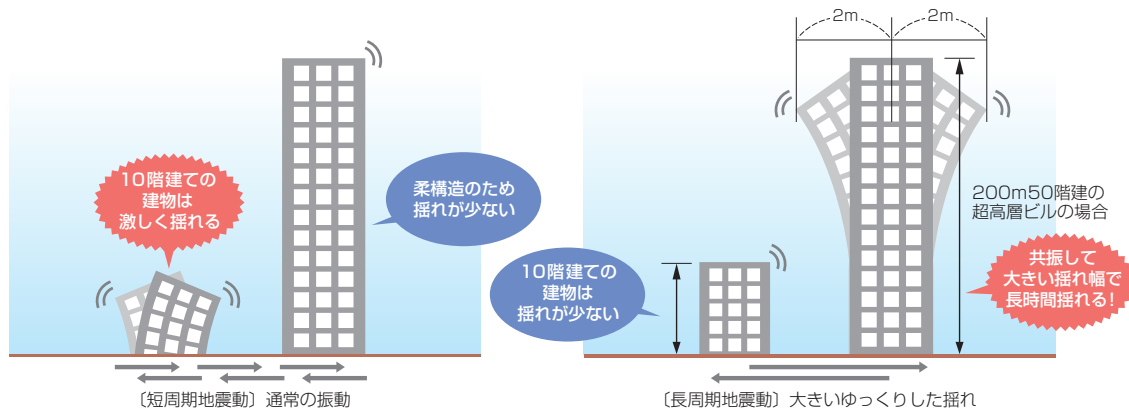 10階建ての
建物は
激しく揺れる
柔構造のため
揺れが少ない
〔短周期地震動〕通常の振動
2m
2m
200m50階建の
超高層ビルの場合
10階建ての
建物は
揺れが少ない
共振して
大きい揺れ幅で
長時間揺れる!
〔長周期地震動〕大きいゆっくりした揺れ